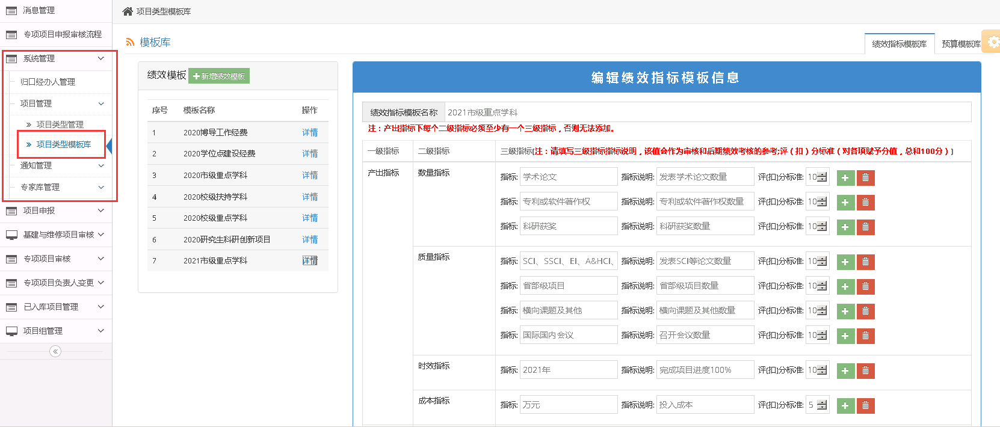 消息管理
专项项目申报审核流程
系统管理
归口经办人管理
项目管理
项目类型管理
项目类型模板库
通知管理
专家库管理
项目申报
基建与维修项目审核
专项项目审核
专项项目负责人变更
已入库项目管理
项目组管理
项目类型模板库
模板库
绩效指标模板库 预算模板库
绩效模板 新增绩效模板
序号 模板名称 操作
1 2020博导工作经费 详情
2 2020学位点建设经费 详情
3 2020市级重点学科 详情
4 2020校级扶持学科 详情
5 2020校级重点学科 详情
6 2020研究生科研创新项目 详情
7 2021市级重点学科 详情
编辑绩效指标模板信息
绩效指标模板名称 2021市级重点学科
注：产出指标下每个二级指标必须至少有一个三级指标，否则无法添加。
一级指标 二级指标 三级指标[注：请填写三级指标指标说明，该值会作为审核和后期绩效考核的参考;评（扣）分标准（对各项赋予分值，总和100分）]
产出指标 数量指标 指标: 学术论文 指标说明: 发表学术论文数量 评(扣)分标准: 10
指标: 专利或软件著作权 指标说明: 专利或软件著作权数量 评(扣)分标准: 10
指标: 科研获奖 指标说明: 科研获奖数量 评(扣)分标准: 10
质量指标 指标: SCI、SSCI、EI、A&HCI、 指标说明: 发表SCI等论文数量 评(扣)分标准: 10
指标: 省部级项目 指标说明: 省部级项目数量 评(扣)分标准: 10
指标: 横向课题及其他 指标说明: 横向课题及其他数量 评(扣)分标准: 10
指标: 国际国内会议 指标说明: 召开会议数量 评(扣)分标准: 10
时效指标 指标: 2021年 指标说明: 完成项目进度100% 评(扣)分标准: 10
成本指标 指标: 万元 指标说明: 投入成本 评(扣)分标准: 5